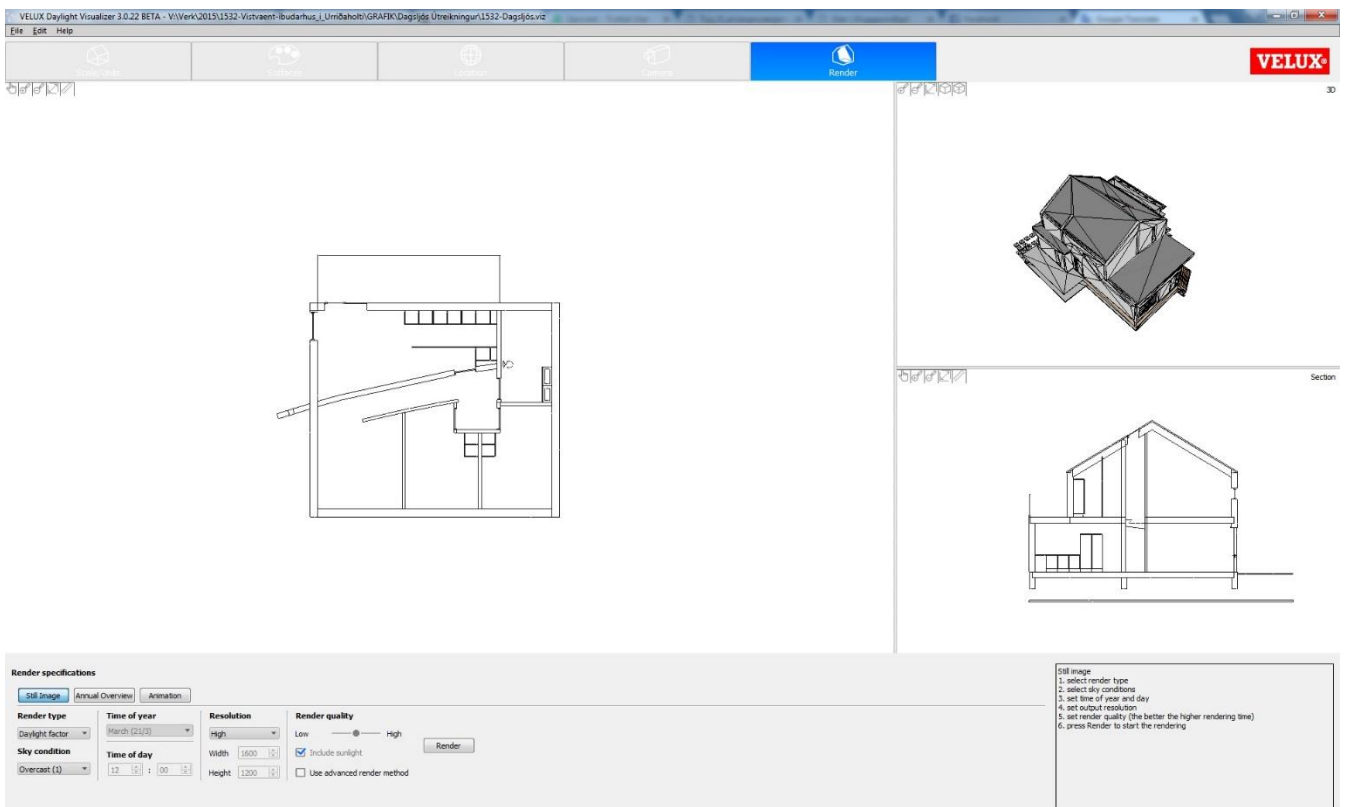 VELUX Daylight Visualizer 3.0.22 BETA - V:\Verk\2015\1532-Vistvaent-Ibudarhus_i_Urriðaholti\GRAFIK\Dagsljós Útreikningur\1532-Dagsljós.viz
File Edit Help
Scale/Units Surfaces Location Camera Render
VELUX®
3D
Section
Render specifications
Still Image Annual Overview Animation
Render type Time of year Resolution Render quality
Daylight factor March (21/3) High Low High
Sky condition Time of day Width 1600 Include sunlight Render
Overcast (1) 12 : 00 Height 1200 Use advanced render method
Still image
1. select render type
2. select sky conditions
3. set time of year and day
4. set output resolution
5. set render quality (the better the higher rendering time)
6. press Render to start the rendering